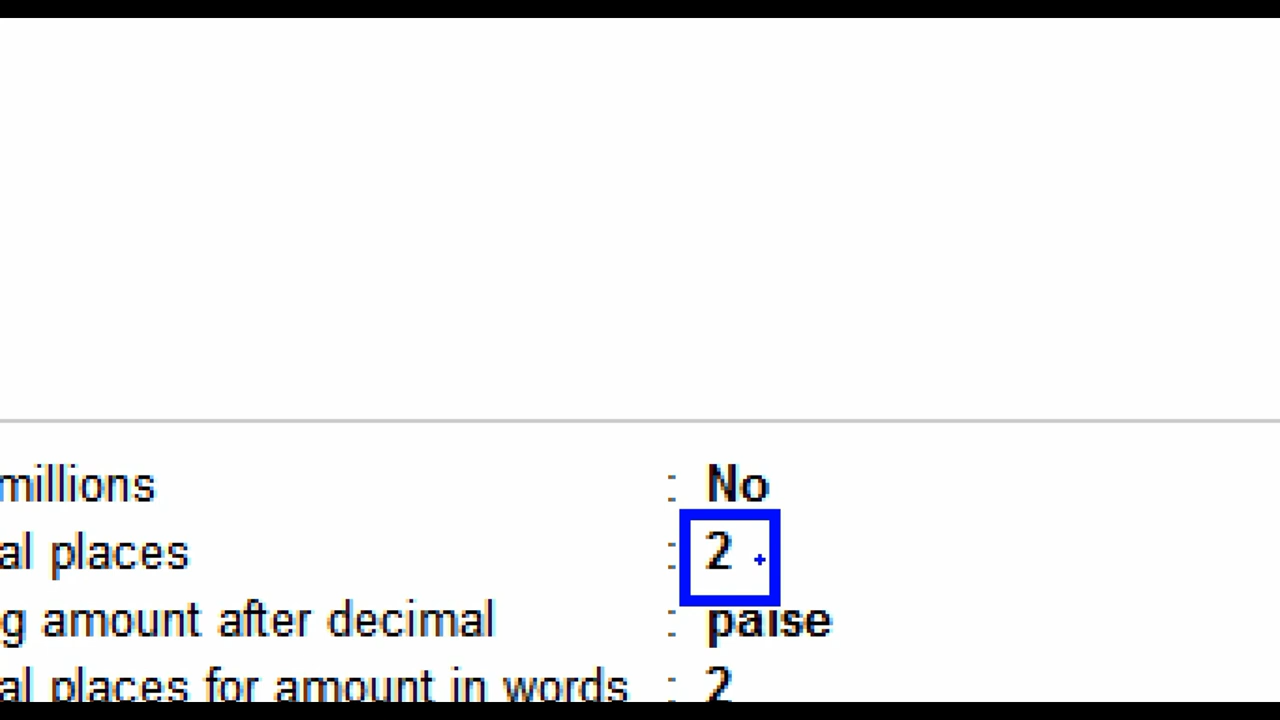 millions : No
al places : 2
g amount after decimal : paise
al places for amount in words : 2